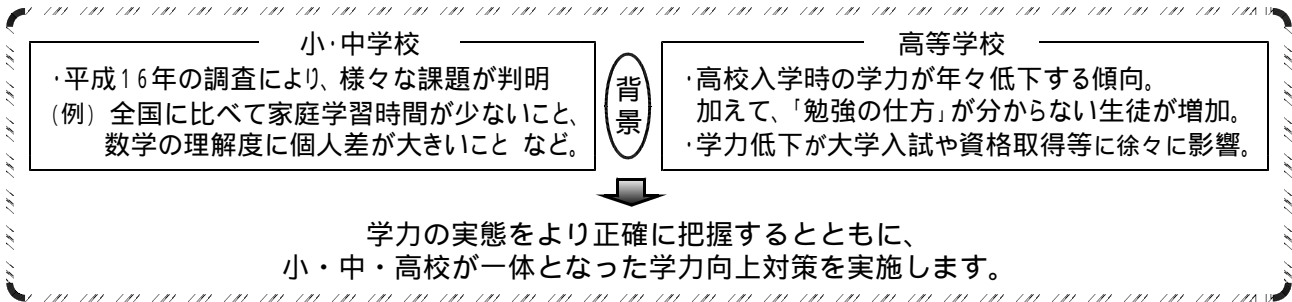 小・中学校
・平成16年の調査により、様々な課題が判明
(例) 全国に比べて家庭学習時間が少ないこと、
数学の理解度に個人差が大きいこと など。
背景
高等学校
・高校入学時の学力が年々低下する傾向。
加えて、「勉強の仕方」が分からない生徒が増加。
・学力低下が大学入試や資格取得等に徐々に影響。
学力の実態をより正確に把握するとともに、
小・中・高校が一体となった学力向上対策を実施します。